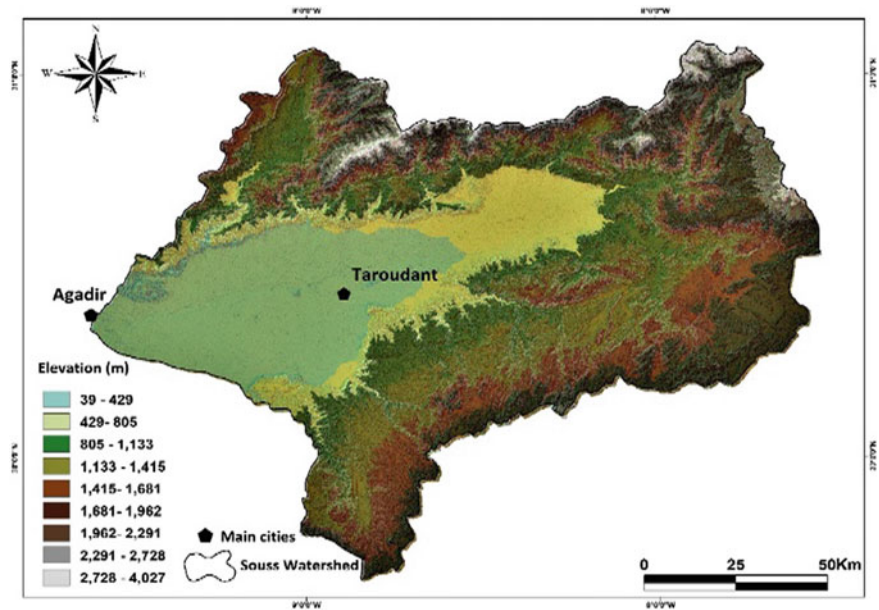 N
W
E
S
Taroudant
Agadir
Elevation (m)
39 - 429
429- 805
805 - 1,133
1,133 - 1,415
1,415- 1,681
1,681 - 1,962
1,962- 2,291
2,291 - 2,728
2,728 - 4,027
Main cities
Souss Watershed
0 25 50Km